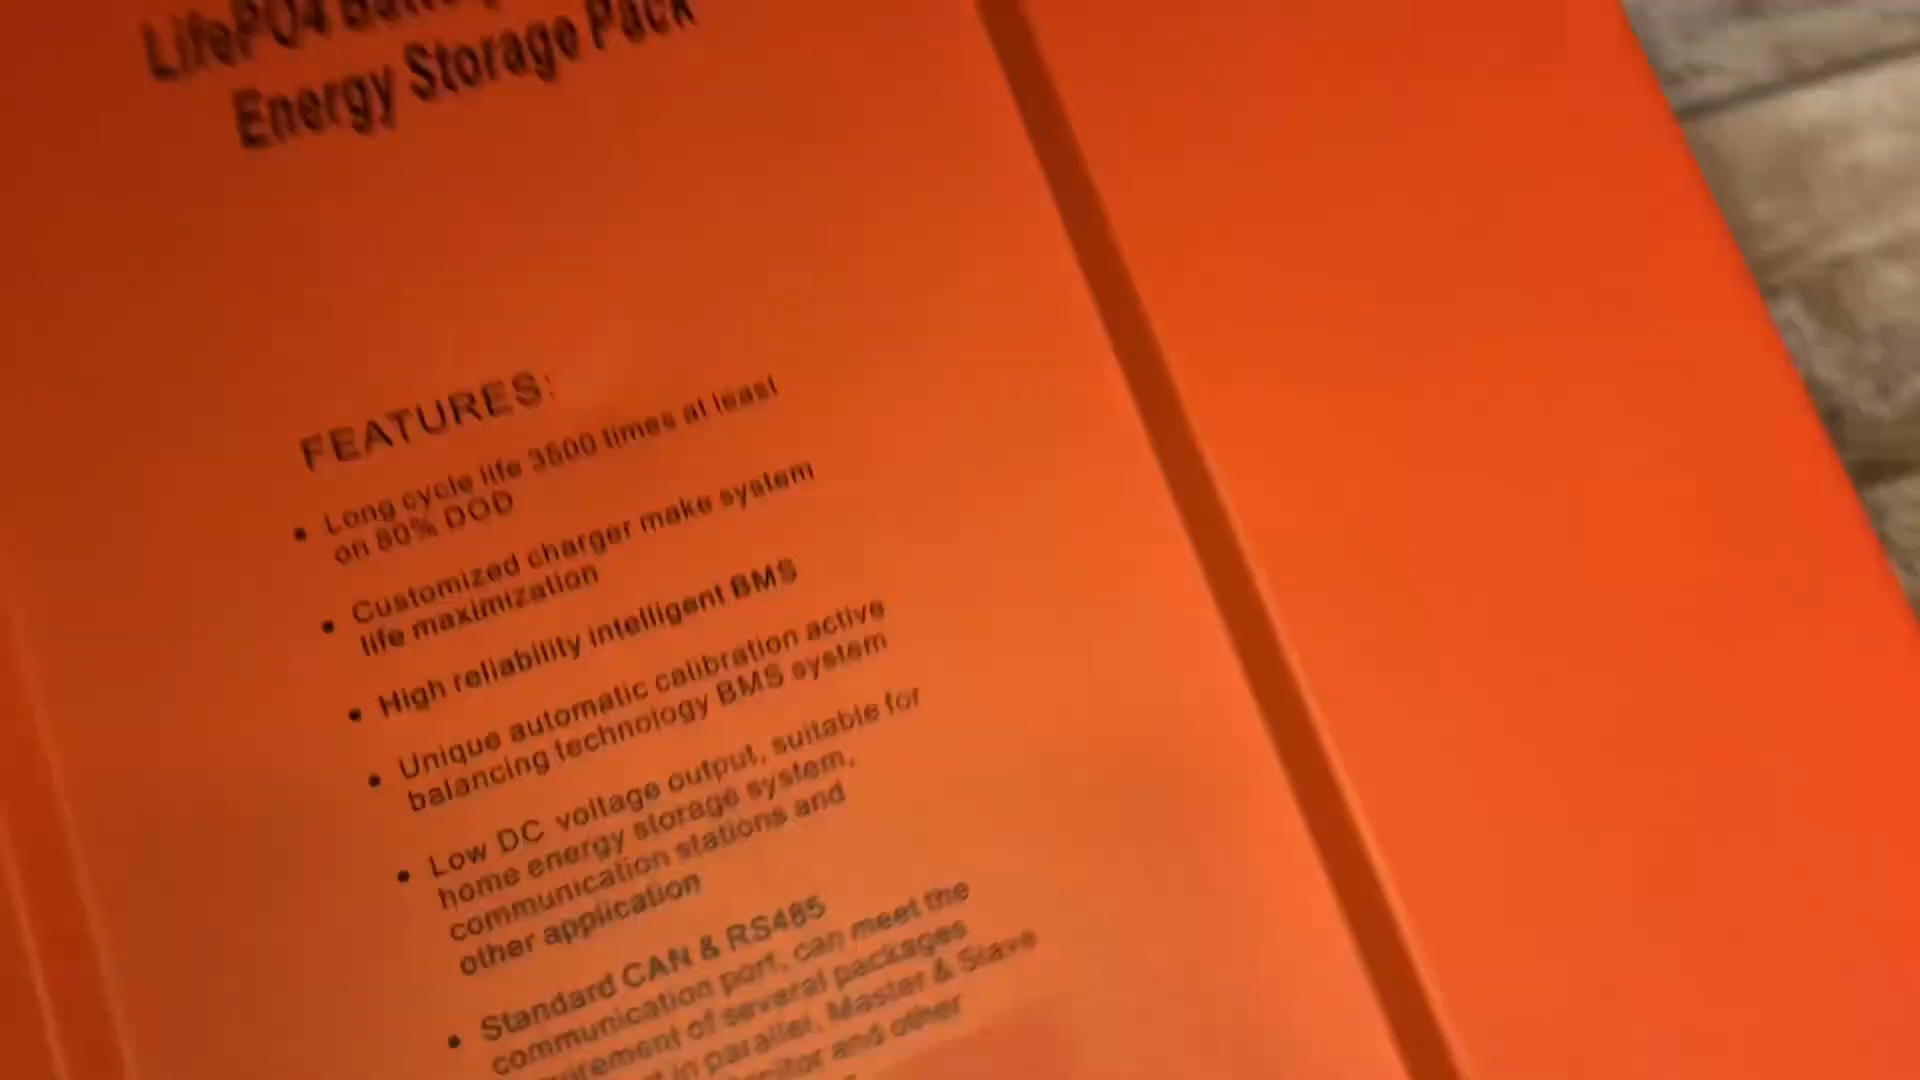 LifePO4
Energy Storage Pack
FEATURES:
• Long cycle life 3500 times at least
on 80% DOD
• Customized charger make system
life maximization
• High reliability intelligent BMS
• Unique automatic calibration active
balancing technology BMS system
• Low DC voltage output, suitable for
home energy storage system,
communication stations and
other application
• Standard CAN & RS485
communication port, can meet the
of several packages
in parallel, Master & Slave
and other